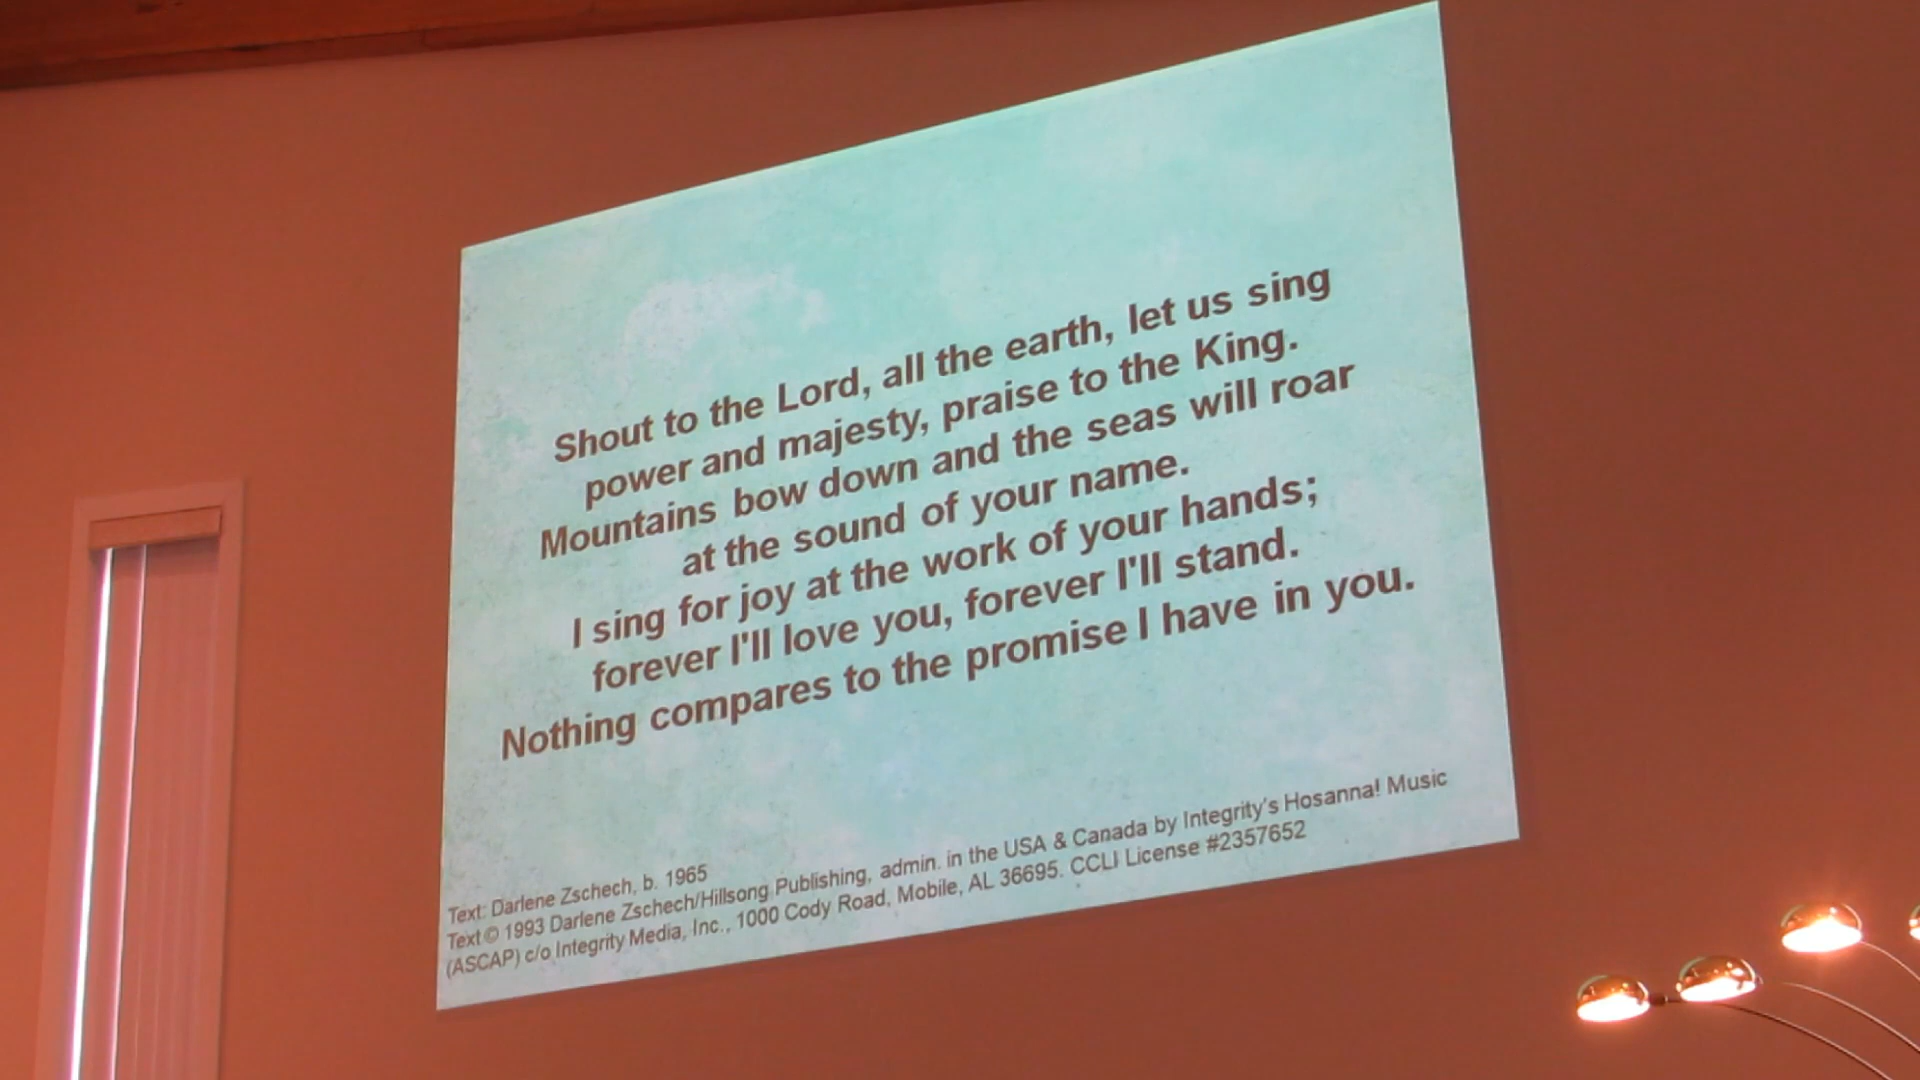 Shout to the Lord, all the earth, let us sing
power and majesty, praise to the King.
Mountains bow down and the seas will roar
at the sound of your name.
I sing for joy at the work of your hands;
forever I'll love you, forever I'll stand.
Nothing compares to the promise I have in you.
Text: Darlene Zschech, b. 1965
Text © 1993 Darlene Zschech/Hillsong Publishing, admin. in the USA & Canada by Integrity's Hosanna! Music
(ASCAP) c/o Integrity Media, Inc., 1000 Cody Road, Mobile, AL 36695. CCLI License #2357652